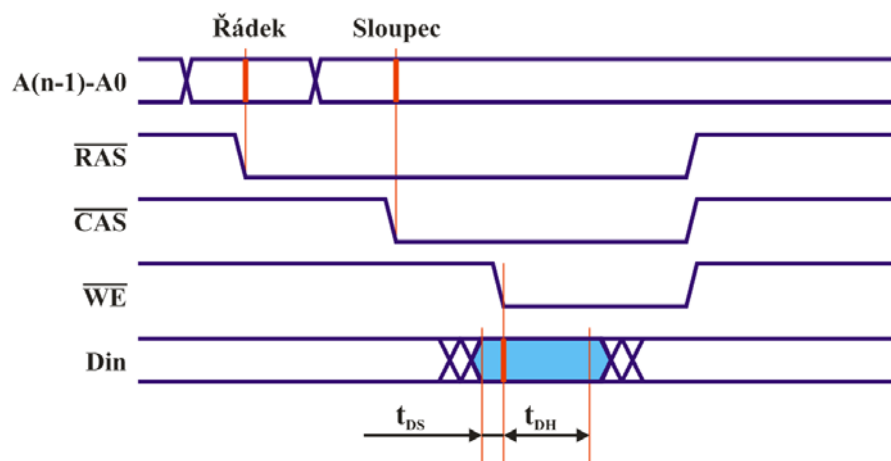 Řádek Sloupec
A(n-1)-A0
RAS
CAS
WE
Din
tDS tDH